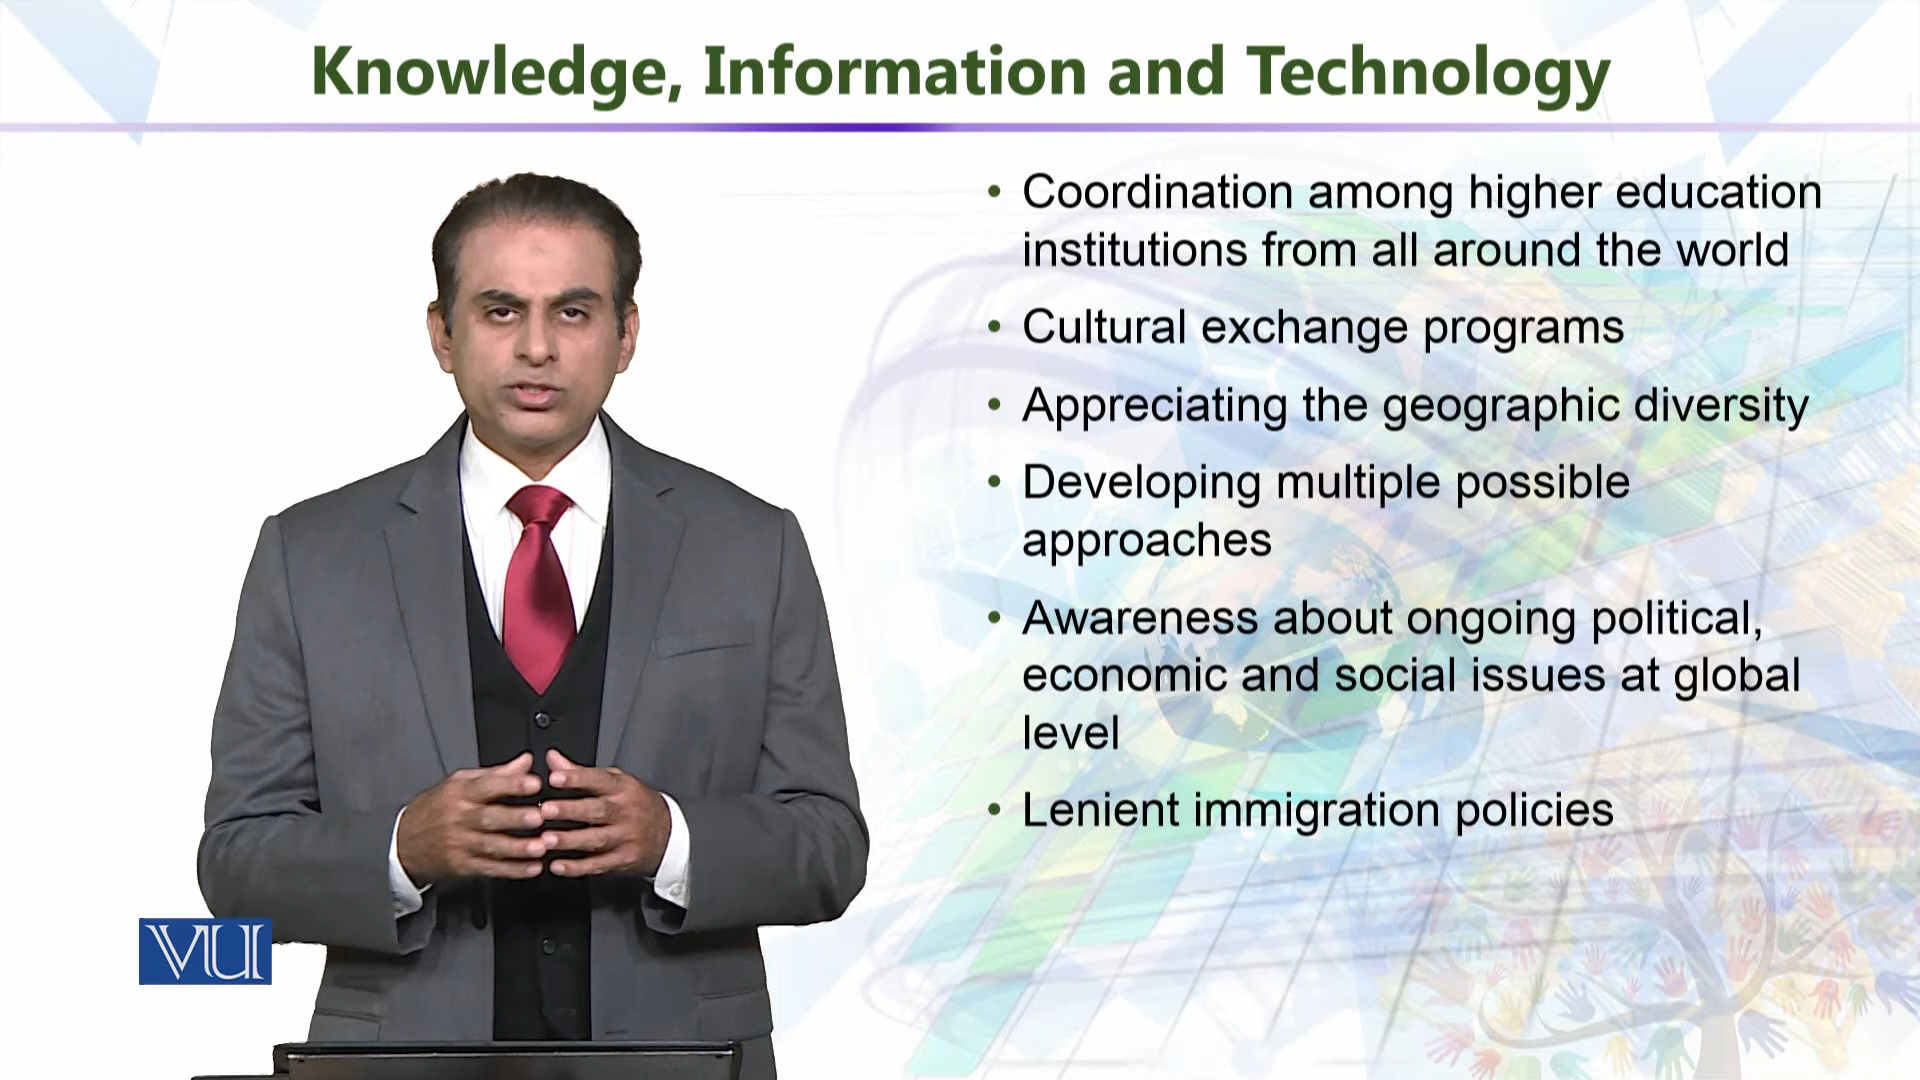 Knowledge, Information and Technology
• Coordination among higher education
institutions from all around the world
• Cultural exchange programs
• Appreciating the geographic diversity
• Developing multiple possible
approaches
• Awareness about ongoing political,
economic and social issues at global
level
• Lenient immigration policies
VU